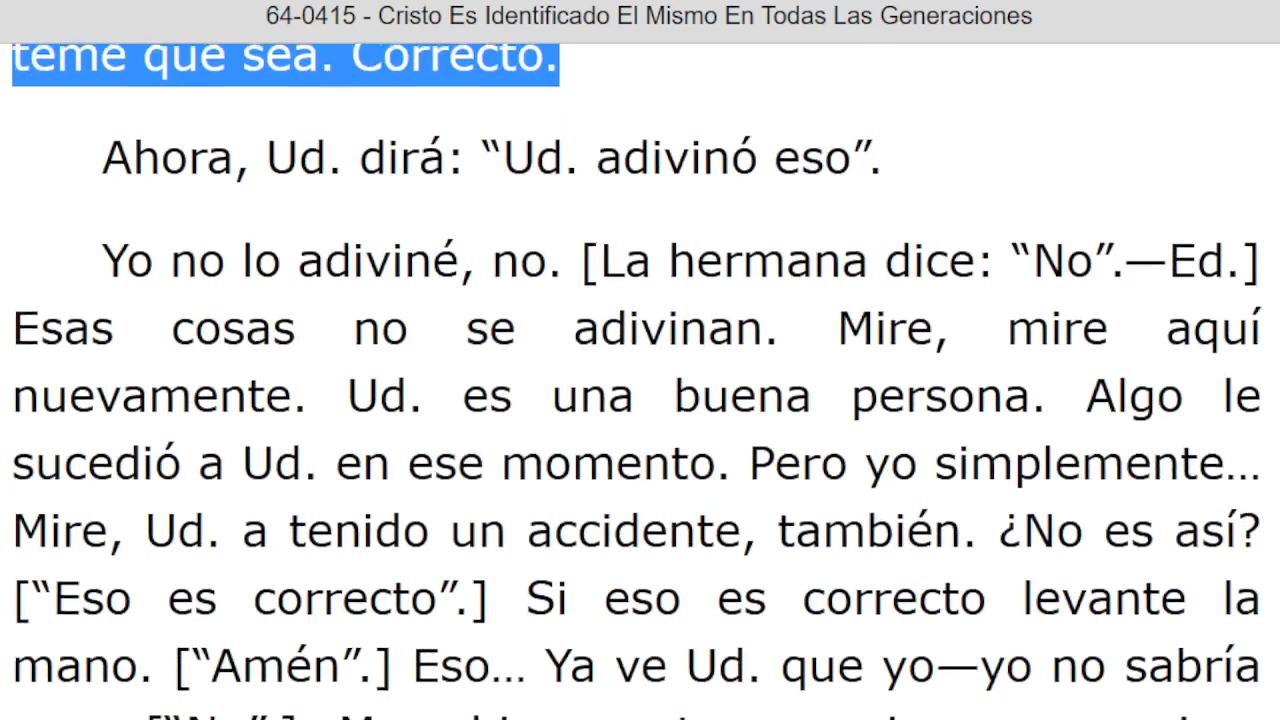 64-0415 - Cristo Es Identificado El Mismo En Todas Las Generaciones
teme que sea. Correcto.
Ahora, Ud. dirá: “Ud. adivinó eso”.
Yo no lo adiviné, no. [La hermana dice: “No”.—Ed.]
Esas cosas no se adivinan. Mire, mire aquí
nuevamente. Ud. es una buena persona. Algo le
sucedió a Ud. en ese momento. Pero yo simplemente…
Mire, Ud. a tenido un accidente, también. ¿No es así?
[“Eso es correcto”.] Si eso es correcto levante la
mano. [“Amén”.] Eso… Ya ve Ud. que yo—yo no sabría